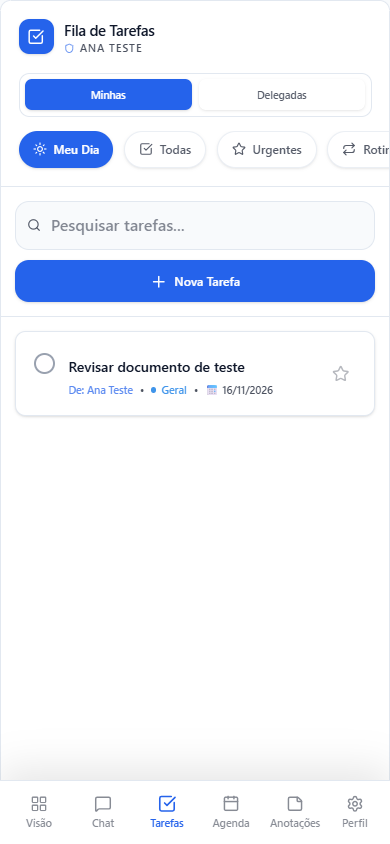 Fila de Tarefas
ANA TESTE
Minhas
Delegadas
Meu Dia
Todas
Urgentes
Pesquisar tarefas...
Nova Tarefa
Revisar documento de teste
De: Ana Teste • Geral • 16/11/2026
Visão
Chat
Tarefas
Agenda
Anotações
Perfil